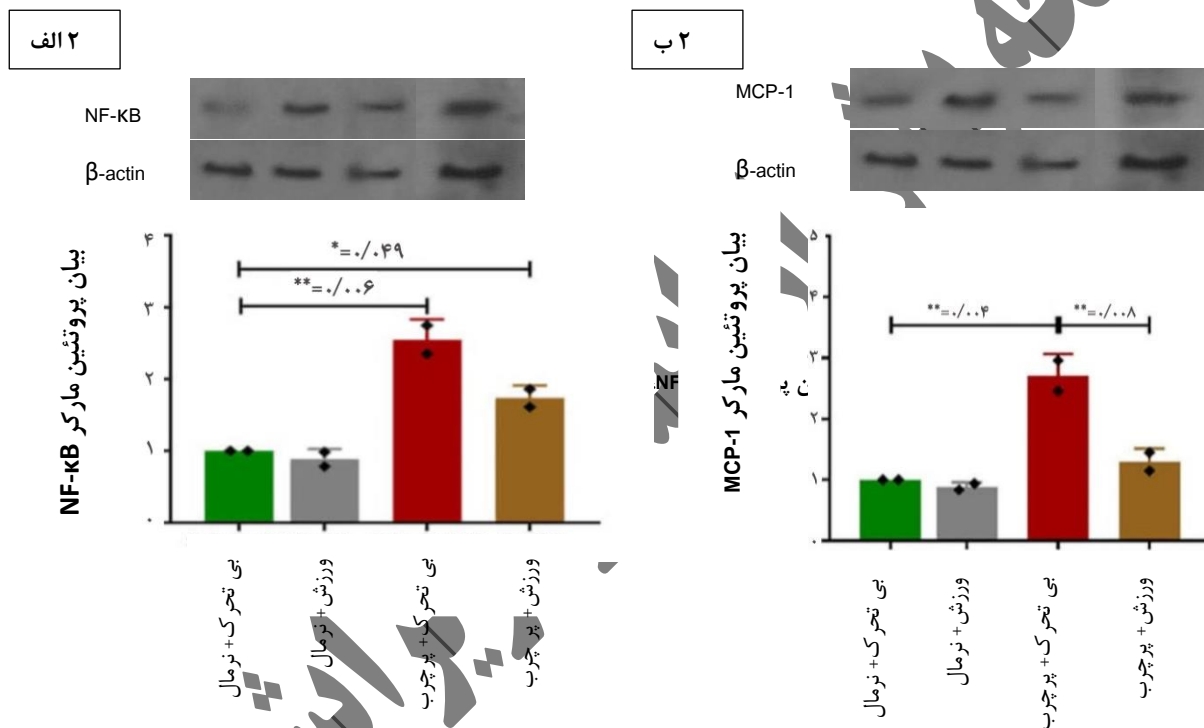 ۲ الف
NF-κB
β-actin
بیان پروتئین مارکر NF-κB
۴
۳
۲
۱
۰
*=۰/۰۴۹
**=۰/۰۰۶
بی تحرک+نرمال
ورزش+نرمال
بی تحرک+پرچرب
ورزش+پرچرب
۲ ب
MCP-1
β-actin
بیان پروتئین مارکر MCP-1
۵
۴
۳
۲
۱
۰
**=۰/۰۰۴
**=۰/۰۰۸
بی تحرک+نرمال
ورزش+نرمال
بی تحرک+پرچرب
ورزش+پرچرب